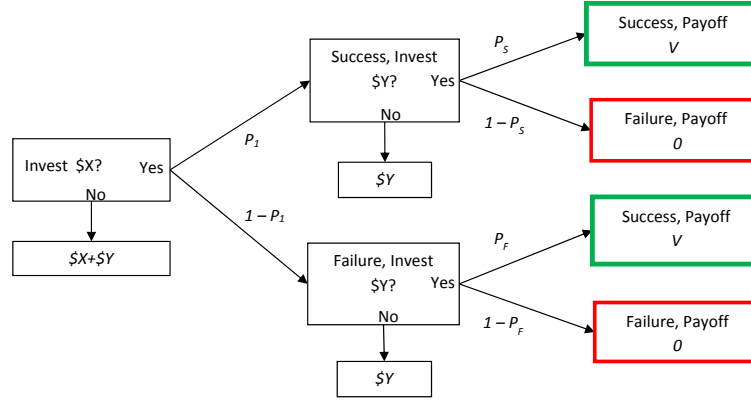 Invest $X?
Yes
No
$X+$Y
P1
1 – P1
Success, Invest
$Y?
Yes
No
$Y
Failure, Invest
$Y?
Yes
No
$Y
PS
1 – PS
PF
1 – PF
Success, Payoff
V
Failure, Payoff
0
Success, Payoff
V
Failure, Payoff
0